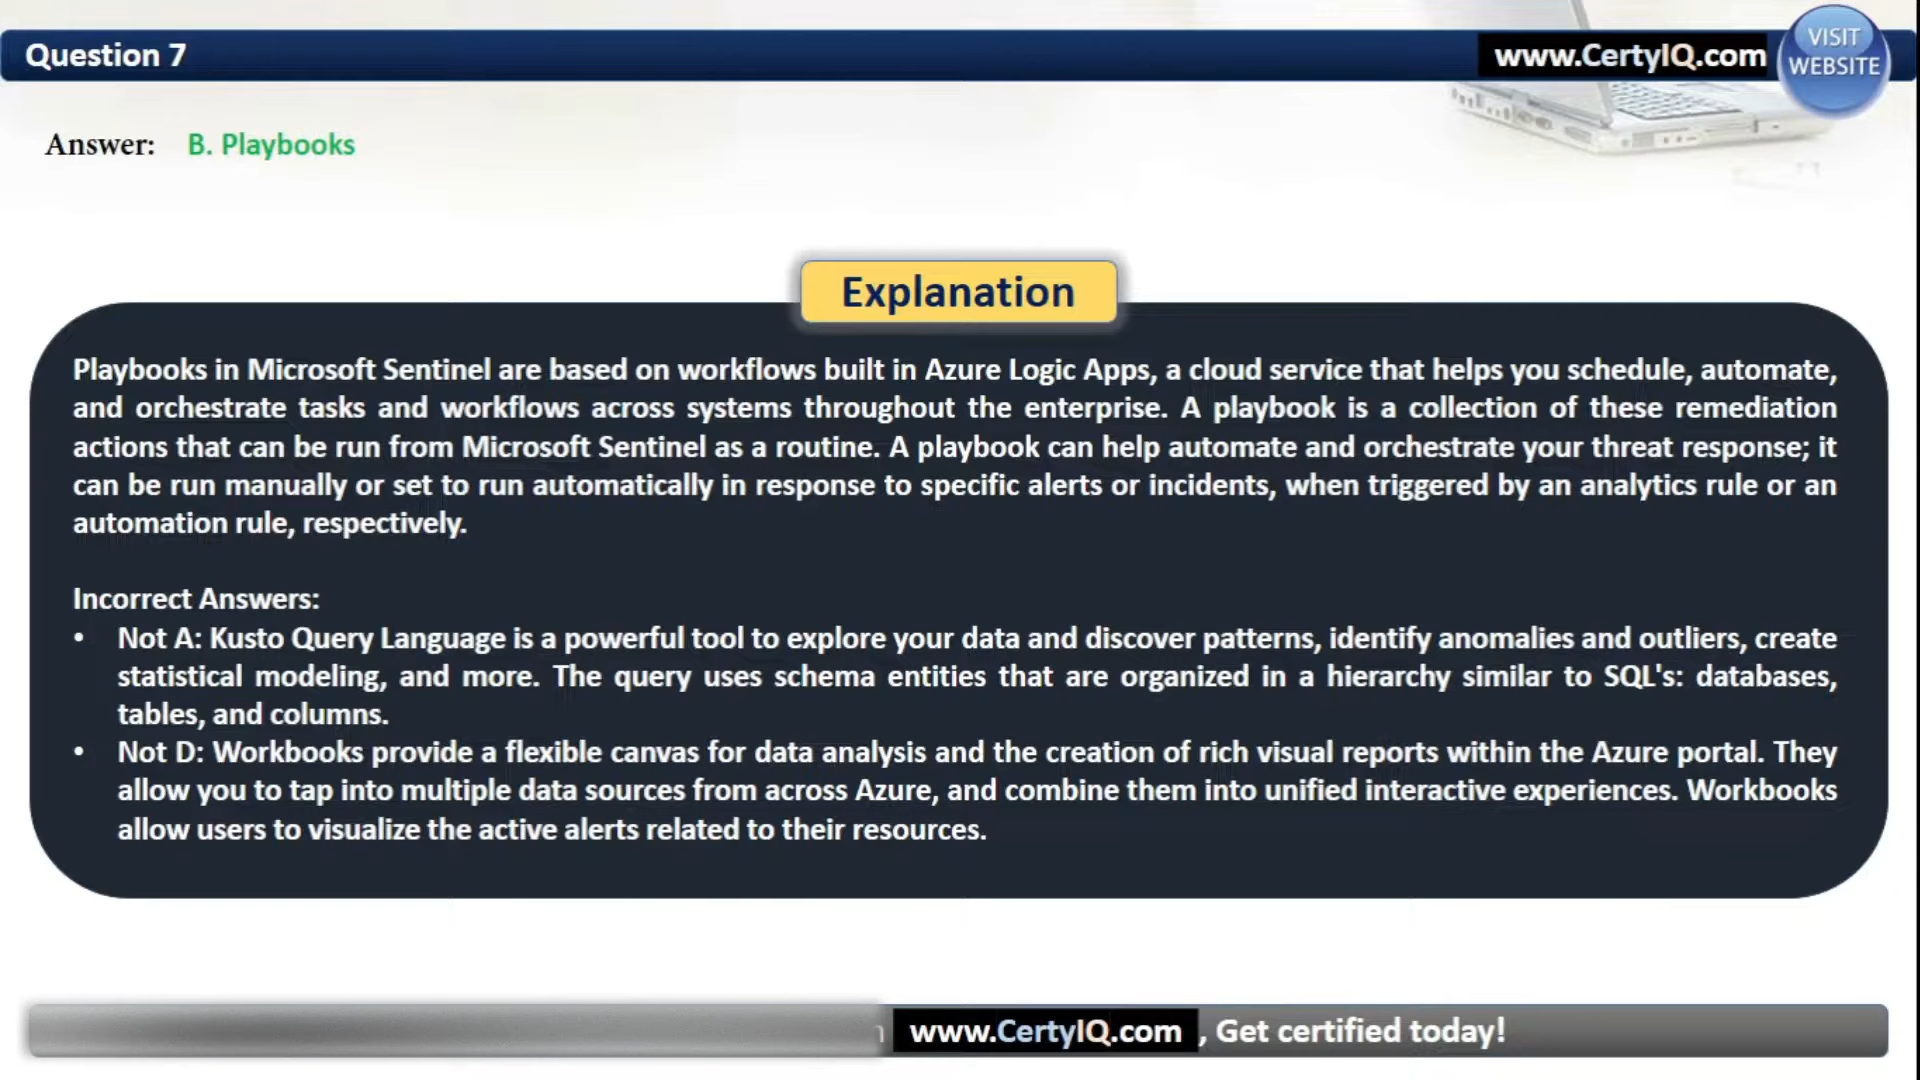 Question 7
www.CertyIQ.com
VISIT
WEBSITE
Answer: B. Playbooks
Explanation
Playbooks in Microsoft Sentinel are based on workflows built in Azure Logic Apps, a cloud service that helps you schedule, automate,
and orchestrate tasks and workflows across systems throughout the enterprise. A playbook is a collection of these remediation
actions that can be run from Microsoft Sentinel as a routine. A playbook can help automate and orchestrate your threat response; it
can be run manually or set to run automatically in response to specific alerts or incidents, when triggered by an analytics rule or an
automation rule, respectively.
Incorrect Answers:
• Not A: Kusto Query Language is a powerful tool to explore your data and discover patterns, identify anomalies and outliers, create
statistical modeling, and more. The query uses schema entities that are organized in a hierarchy similar to SQL's: databases,
tables, and columns.
• Not D: Workbooks provide a flexible canvas for data analysis and the creation of rich visual reports within the Azure portal. They
allow you to tap into multiple data sources from across Azure, and combine them into unified interactive experiences. Workbooks
allow users to visualize the active alerts related to their resources.
www.CertyIQ.com , Get certified today!